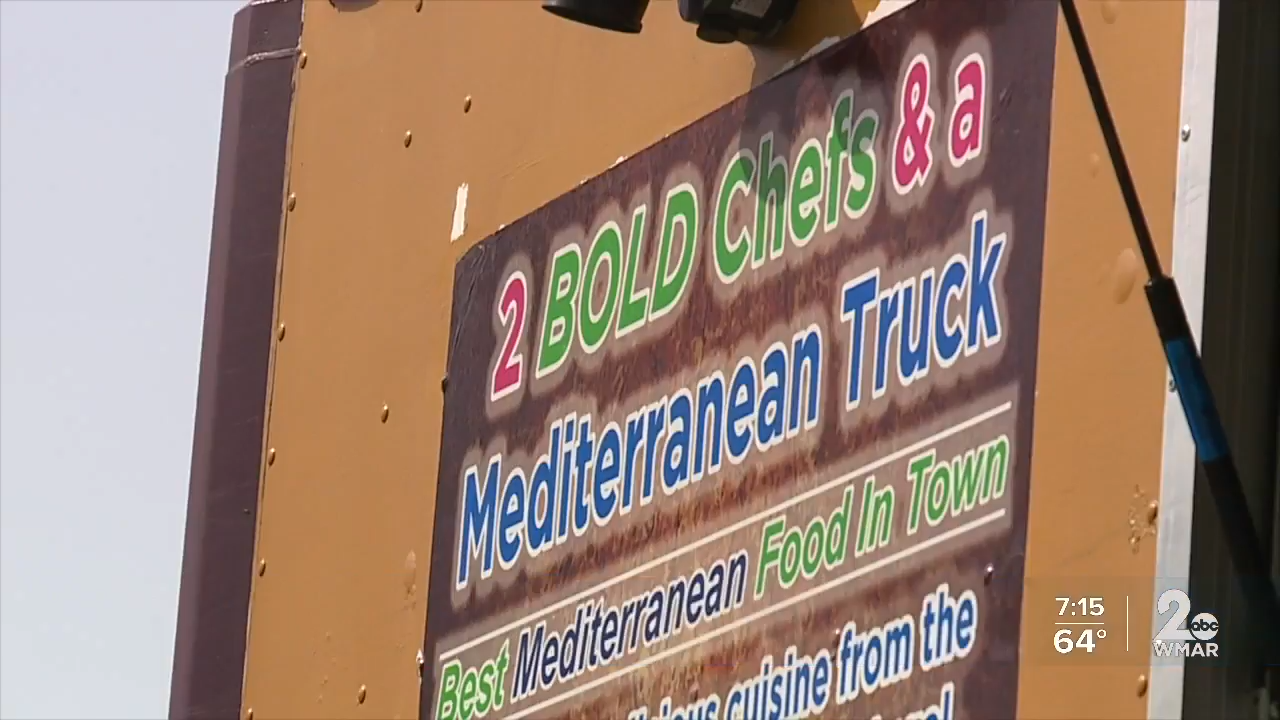 2 BOLD Chefs & a
Mediterranean Truck
Best Mediterranean Food In Town
cuisine from the
7:15
64°
2 abc
WMAR